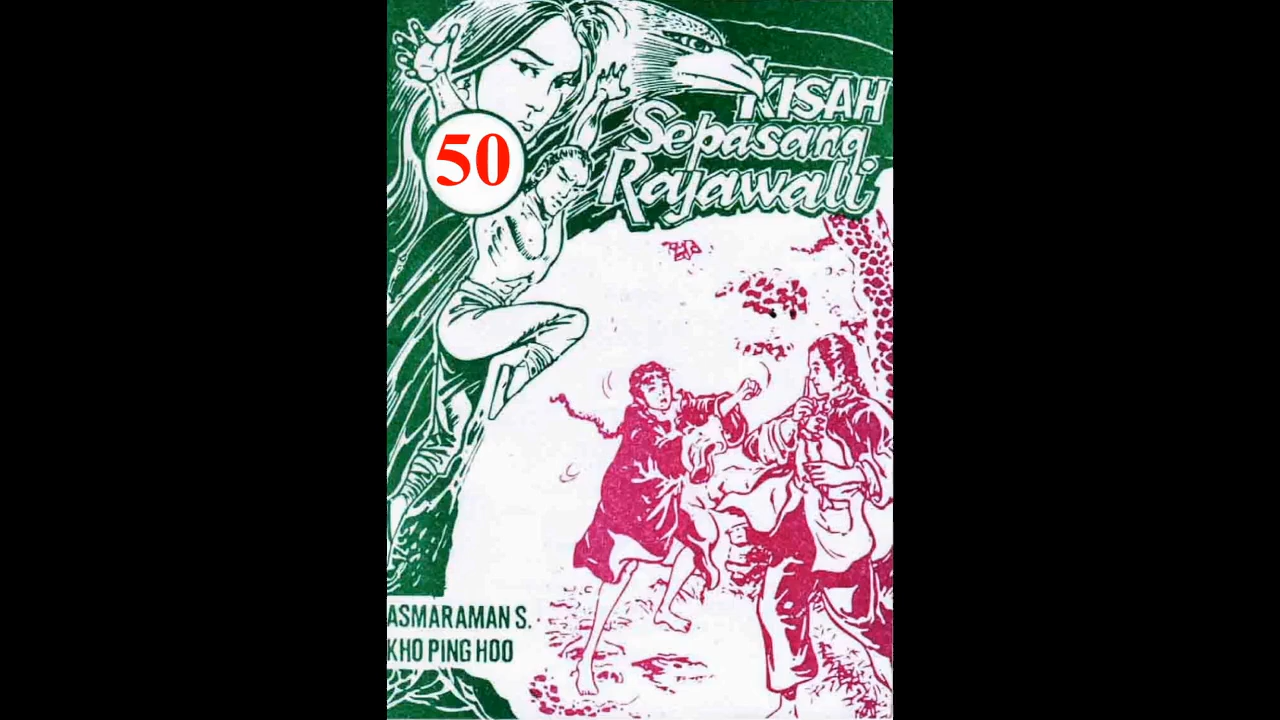 50
KISAH
Sepasang
Rajawali
ASMARAMAN S.
KHO PING HOO